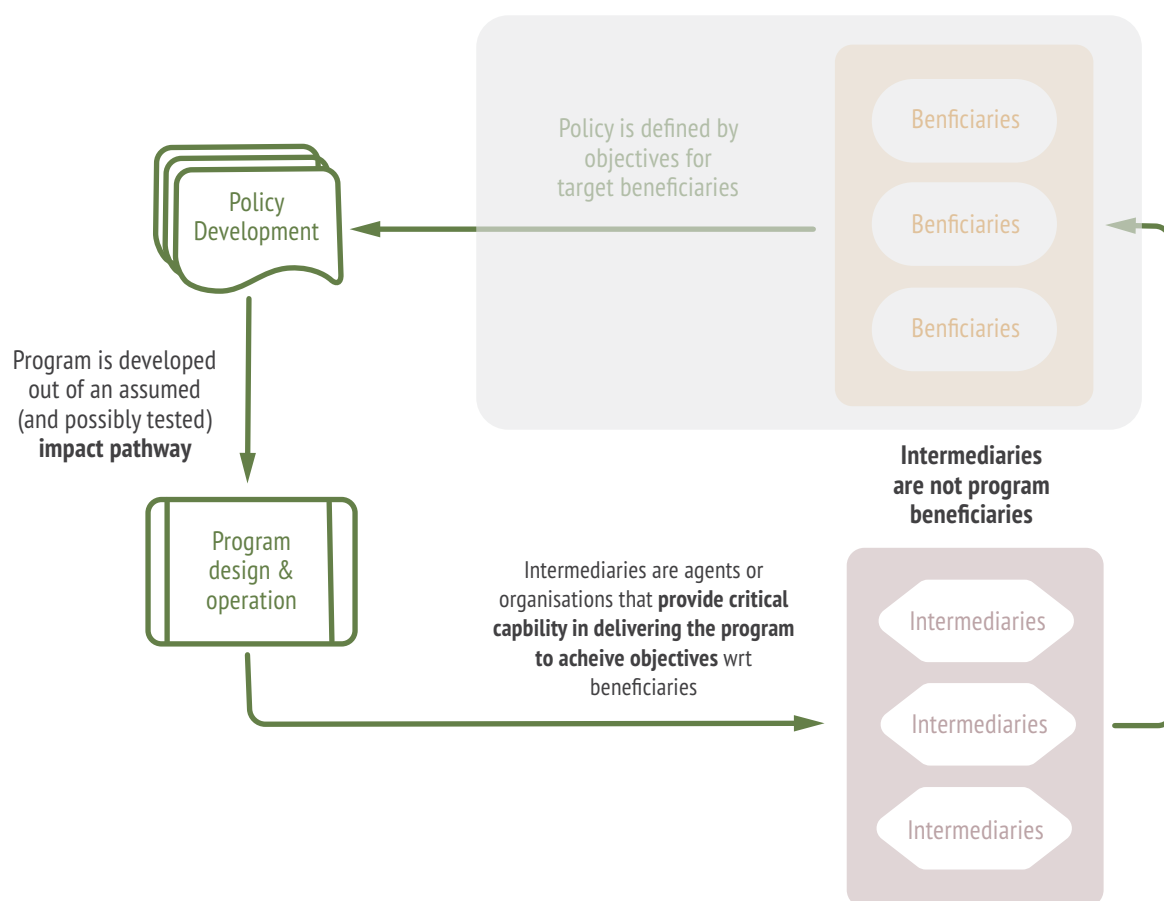 Policy is defined by
objectives for
target beneficiaries
Benficiaries
Benficiaries
Benficiaries
Policy
Development
Program is developed
out of an assumed
(and possibly tested)
impact pathway
Program
design &
operation
Intermediaries are agents or
organisations that provide critical
capbility in delivering the program
to acheive objectives wrt
beneficiaries
Intermediaries
are not program
beneficiaries
Intermediaries
Intermediaries
Intermediaries